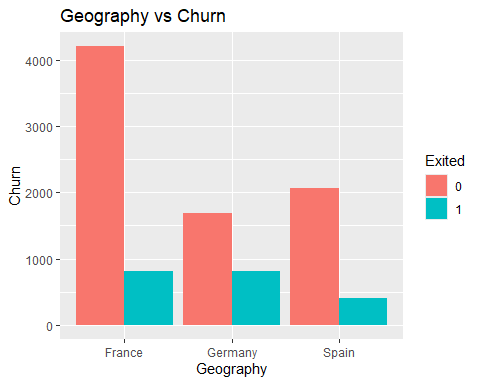 Geography vs Churn
Churn
4000
3000
2000
1000
0
France
Germany
Spain
Geography
Exited
0
1